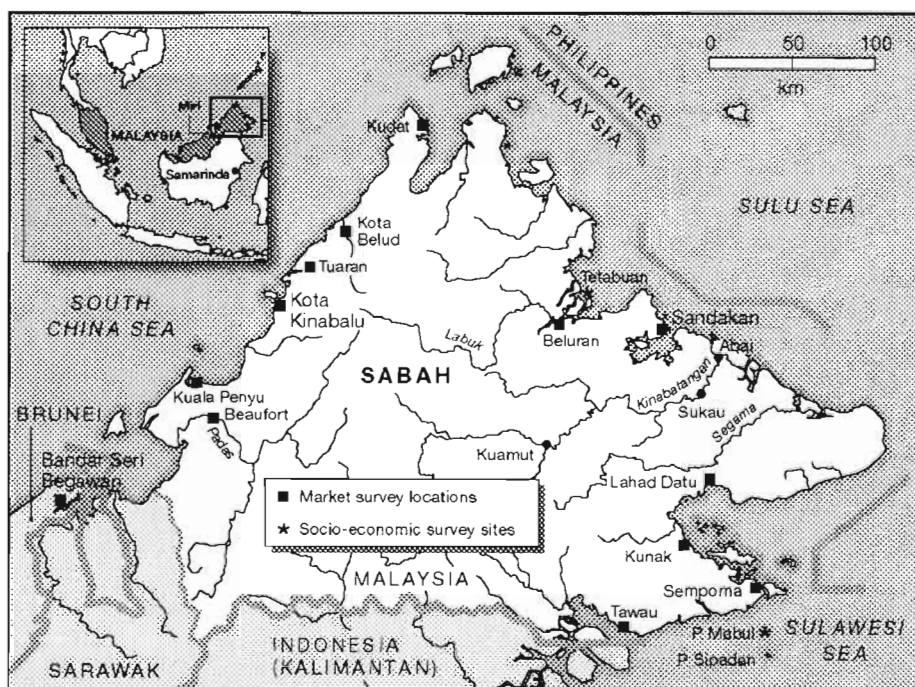 MALAYSIA
Miri
Samarinda
PHILIPPINES
MALAYSIA
0 50 100
km
SULU SEA
SOUTH
CHINA SEA
Kudat
Kota
Belud
Tuaran
Kota
Kinabalu
Tetabuan
Labuk
Beluran
Sandakan
Abai
SABAH
Kinabatangan
Sukau
Segama
Kuala Penyu
Beaufort
Padas
BRUNEI
Bandar Seri
Begawan
Kuamut
Lahad Datu
■ Market survey locations
★ Socio-economic survey sites
Kunak
Semporna
MALAYSIA
Tawau
P Mabul
P Sipadan
SULAWESI
SEA
INDONESIA
(KALIMANTAN)
SARAWAK